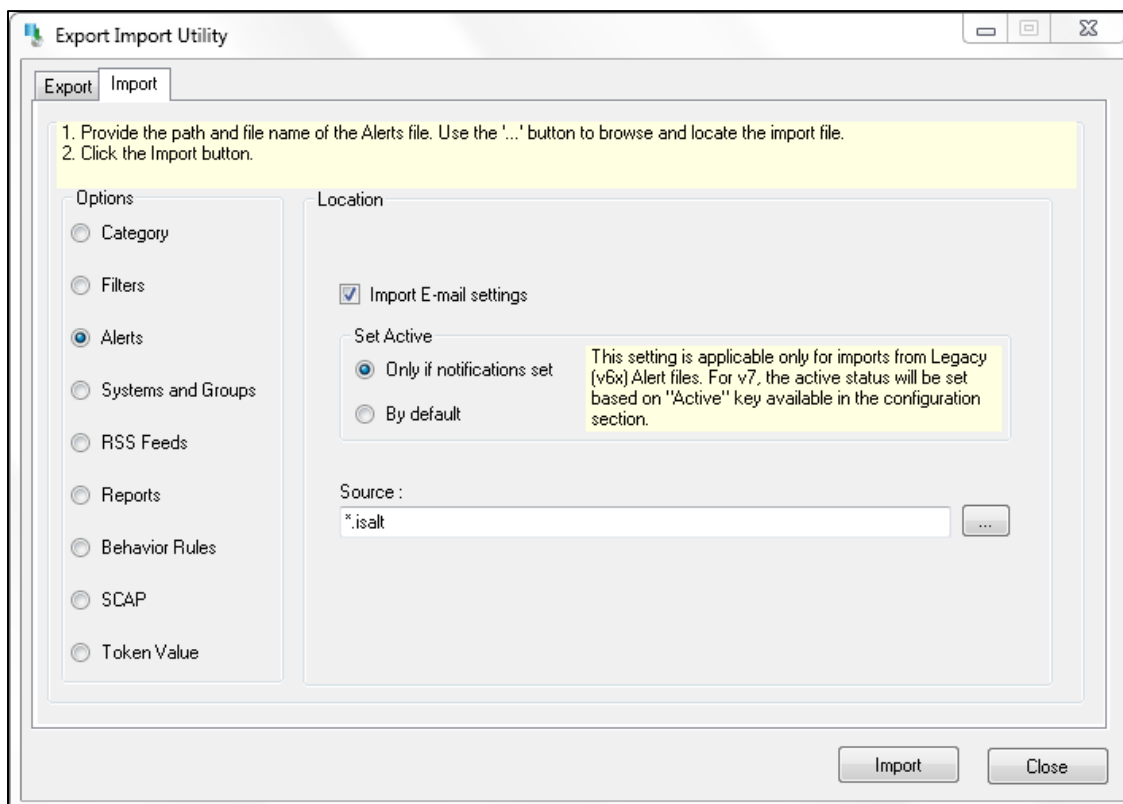 Export Import Utility
Export
Import
1. Provide the path and file name of the Alerts file. Use the '...' button to browse and locate the import file.
2. Click the Import button.
Options
Category
Filters
Alerts
Systems and Groups
RSS Feeds
Reports
Behavior Rules
SCAP
Token Value
Location
Import E-mail settings
Set Active
Only if notifications set
By default
This setting is applicable only for imports from Legacy
(v6x) Alert files. For v7, the active status will be set
based on "Active" key available in the configuration
section.
Source :
*.isalt
...
Import
Close